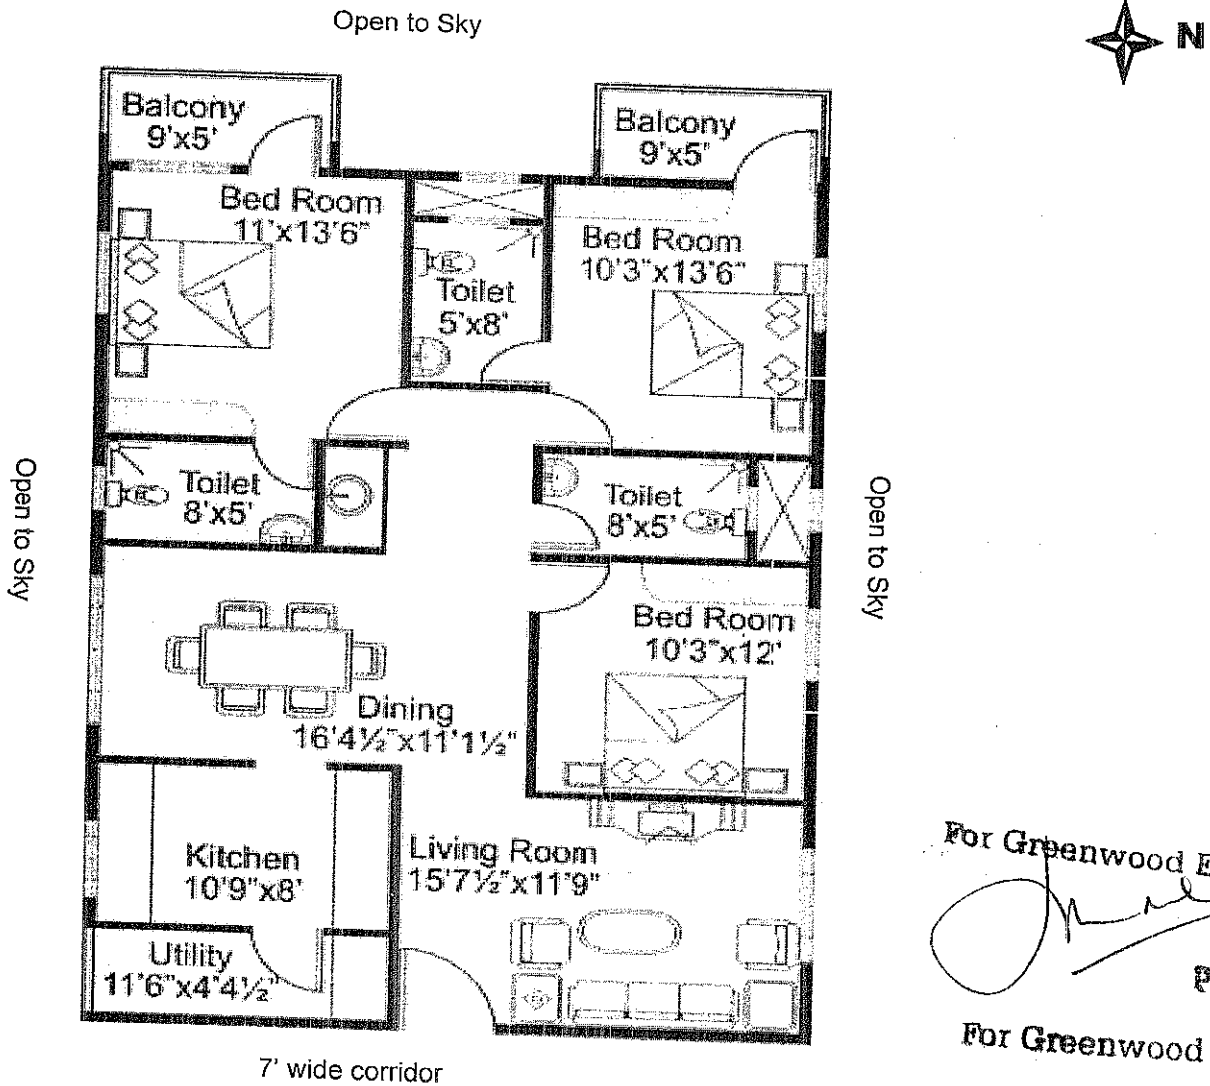 Open to Sky
N
Balcony
9'x5'
Balcony
9'x5'
Bed Room
11'x13'6"
Bed Room
10'3"x13'6"
Toilet
5'x8'
Open to Sky
Toilet
8'x5'
Toilet
8'x5'
Open to Sky
Bed Room
10'3"x12'
Dining
16'4½"x11'1½"
Kitchen
10'9"x8'
Living Room
15'7½"x11'9"
For Greenwood E
Utility
11'6"x4'4½"
P
For Greenwood
7' wide corridor